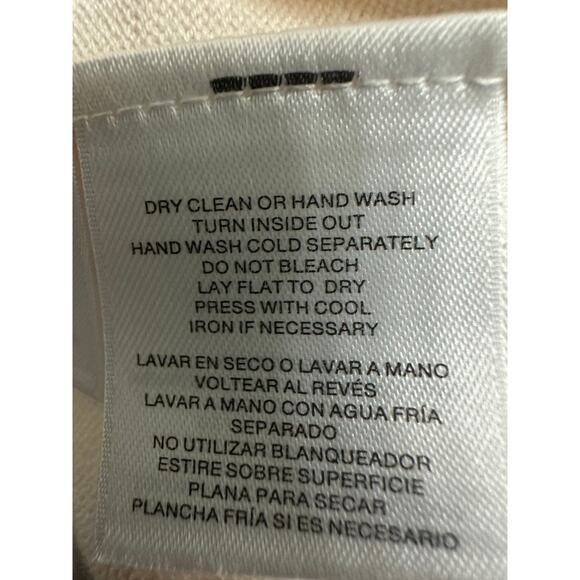 DRY CLEAN OR HAND WASH
TURN INSIDE OUT
HAND WASH COLD SEPARATELY
DO NOT BLEACH
LAY FLAT TO DRY
PRESS WITH COOL
IRON IF NECESSARY
LAVAR EN SECO O LAVAR A MANO
VOLTEAR AL REVÉS
LAVAR A MANO CON AGUA FRÍA
SEPARADO
NO UTILIZAR BLANQUEADOR
ESTIRE SOBRE SUPERFICIE
PLANA PARA SECAR
PLANCHA FRÍA SI ES NECESARIO